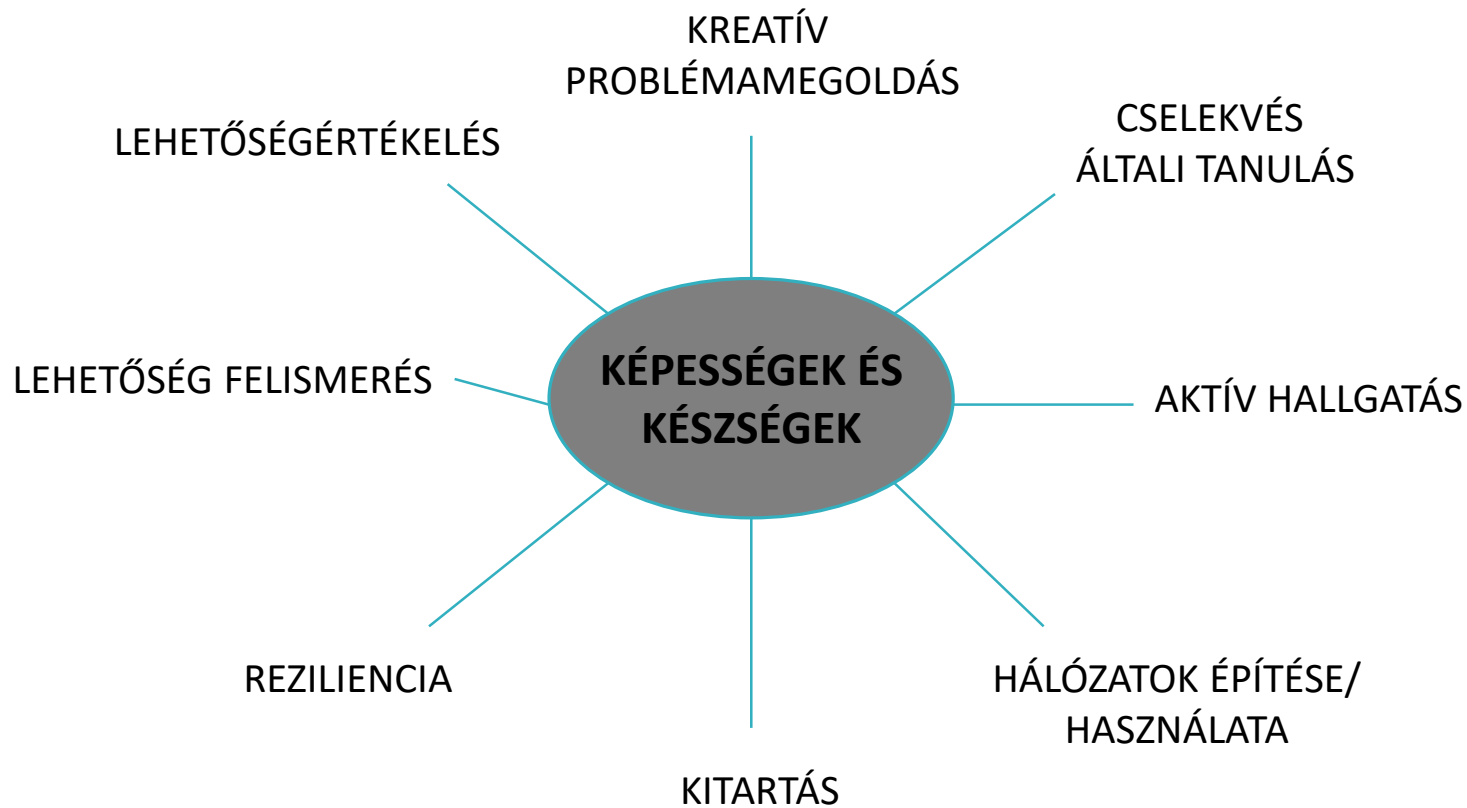 KREATÍV
PROBLÉMAMEGOLDÁS
CSELEKVÉS
ÁLTALI TANULÁS
LEHETŐSÉGÉRTÉKELÉS
KÉPESSÉGEK ÉS
KÉSZSÉGEK
LEHETŐSÉG FELISMERÉS
AKTÍV HALLGATÁS
REZILIENCIA
HÁLÓZATOK ÉPÍTÉSE/
HASZNÁLATA
KITARTÁS